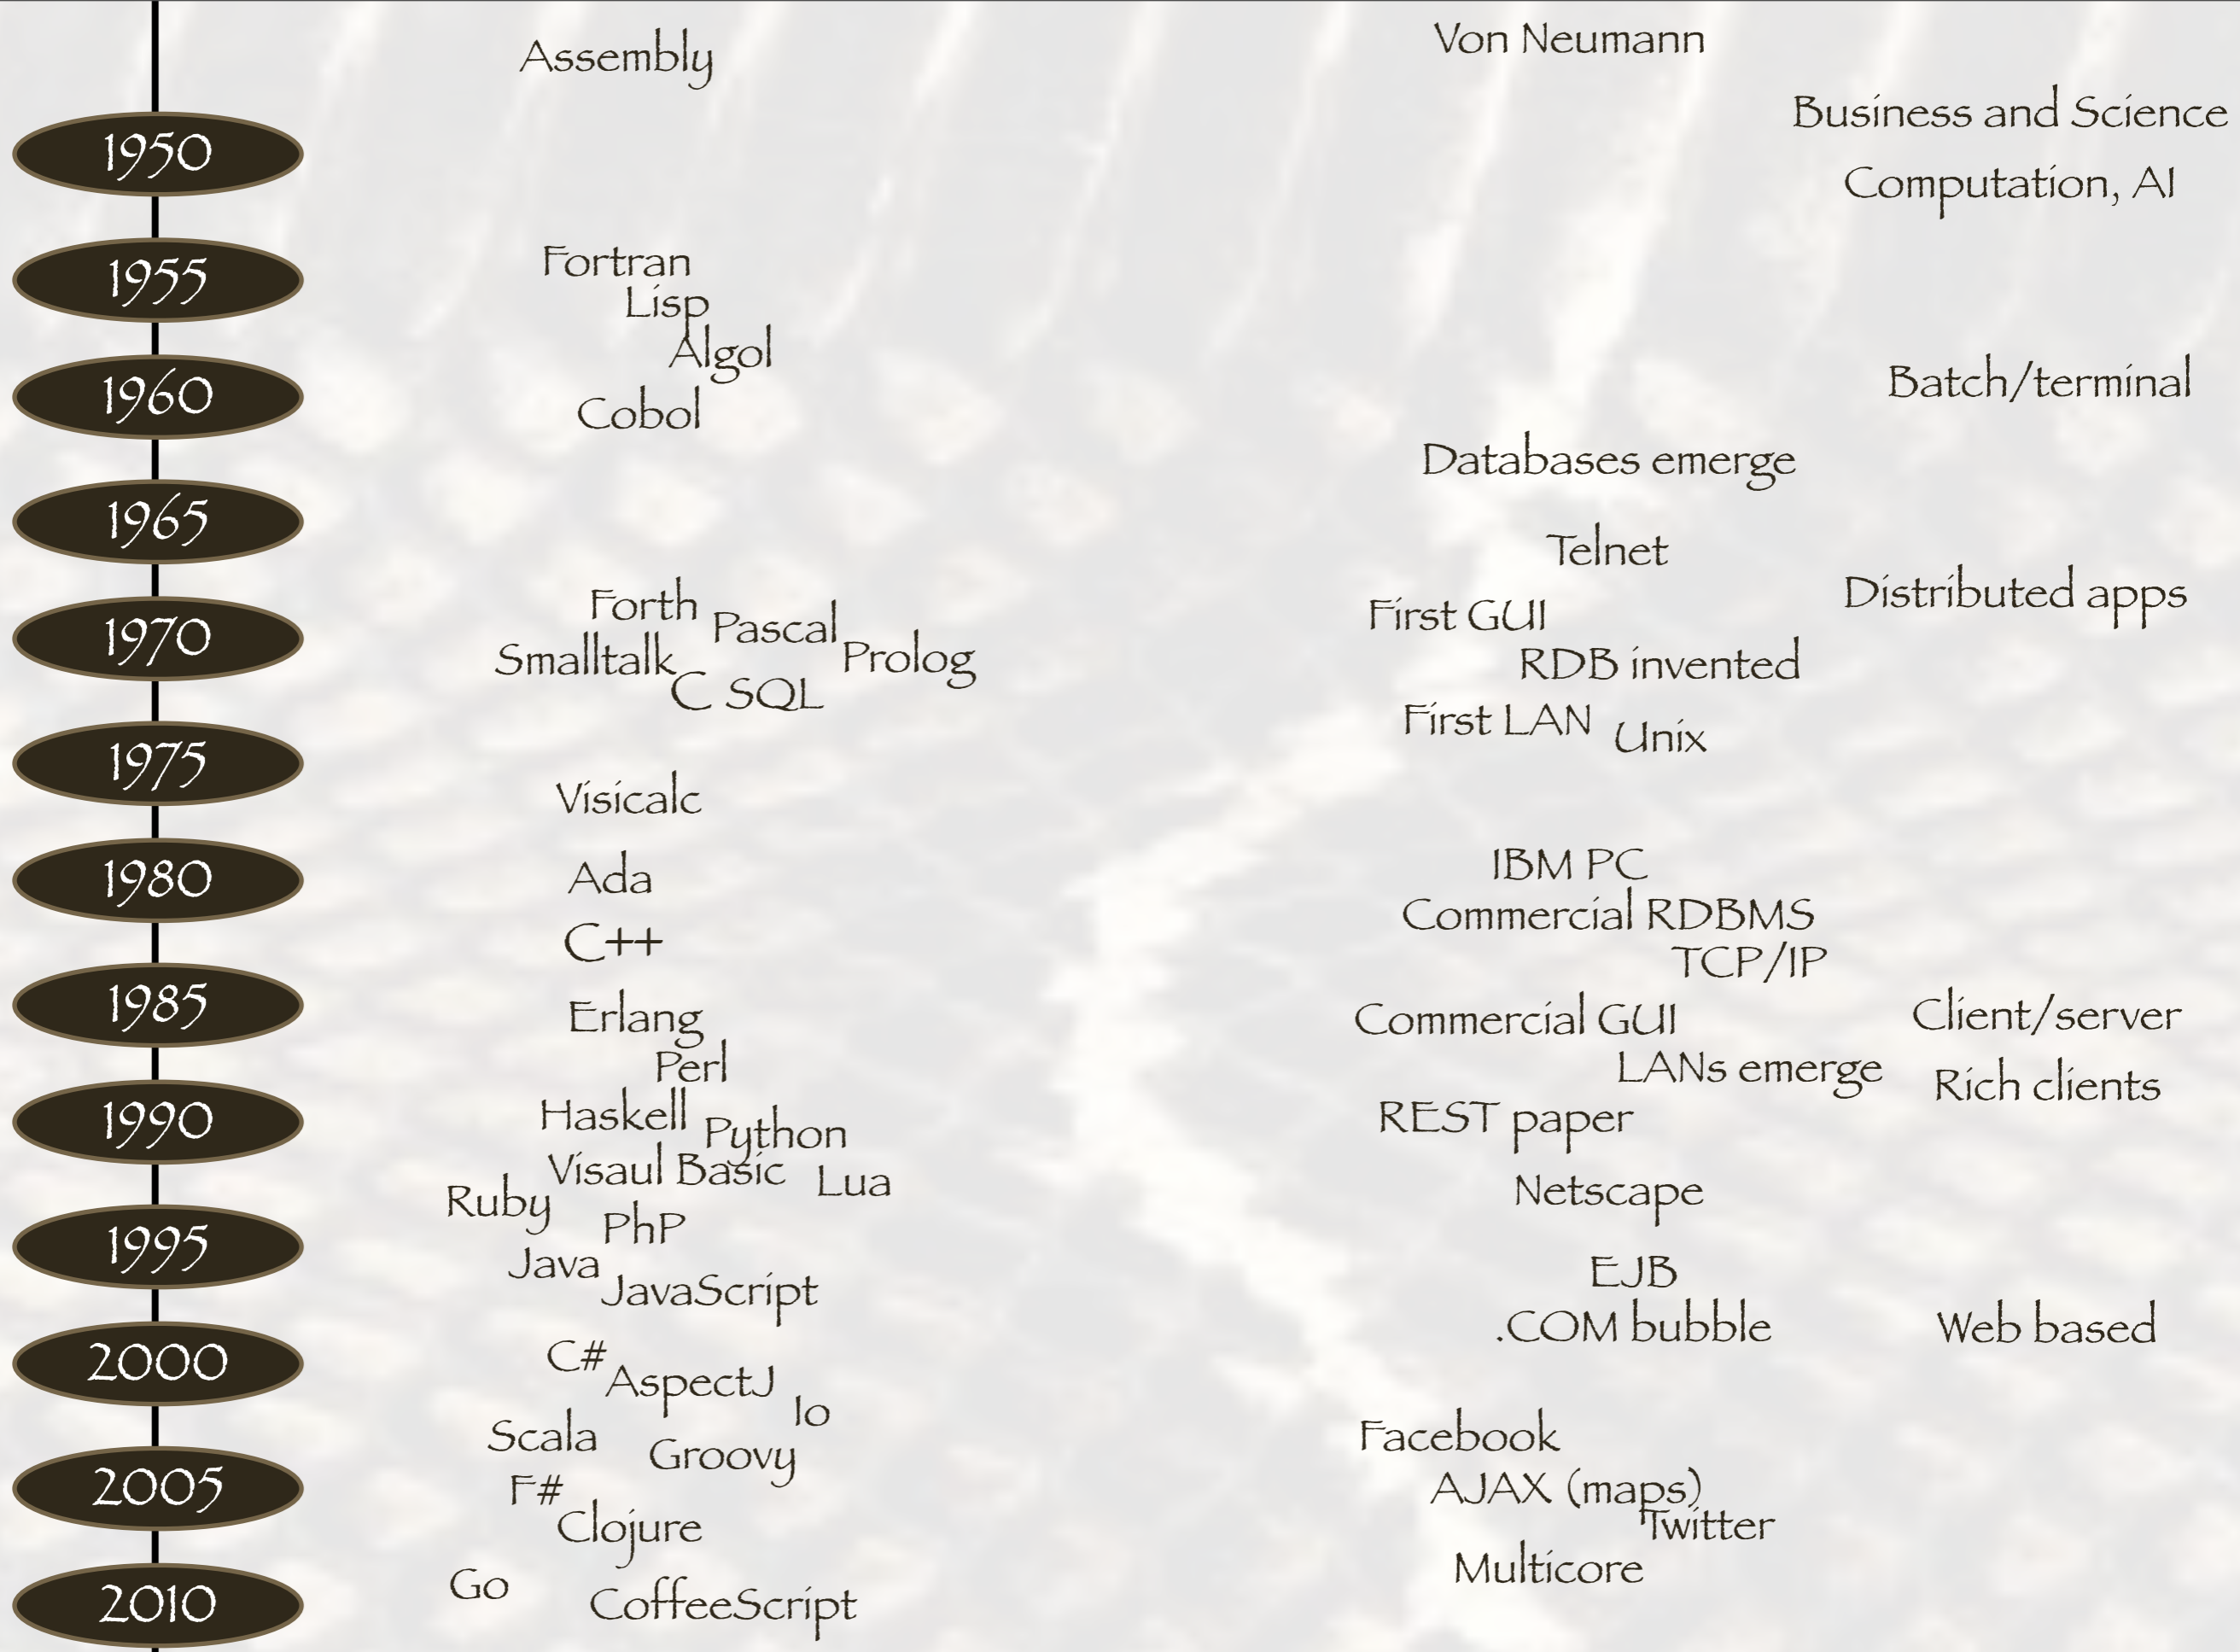 Assembly
Von Neumann
Business and Science
1950
Computation, AI
1955
Fortran
Lisp
Algol
1960
Cobol
Batch/terminal
Databases emerge
1965
Telnet
Distributed apps
Forth
Pascal
First GUI
1970
Smalltalk
Prolog
RDB invented
C
SQL
First LAN
Unix
1975
Visicalc
1980
Ada
IBM PC
Commercial RDBMS
C++
TCP/IP
1985
Erlang
Commercial GUI
Client/server
Perl
LANs emerge
Rich clients
1990
Haskell
Python
REST paper
Visaul Basic
Lua
Netscape
Ruby
PhP
1995
Java
JavaScript
EJB
.COM bubble
Web based
2000
C#
AspectJ
Io
Scala
Groovy
Facebook
2005
F#
AJAX (maps)
Clojure
Twitter
Multicore
Go
2010
CoffeeScript